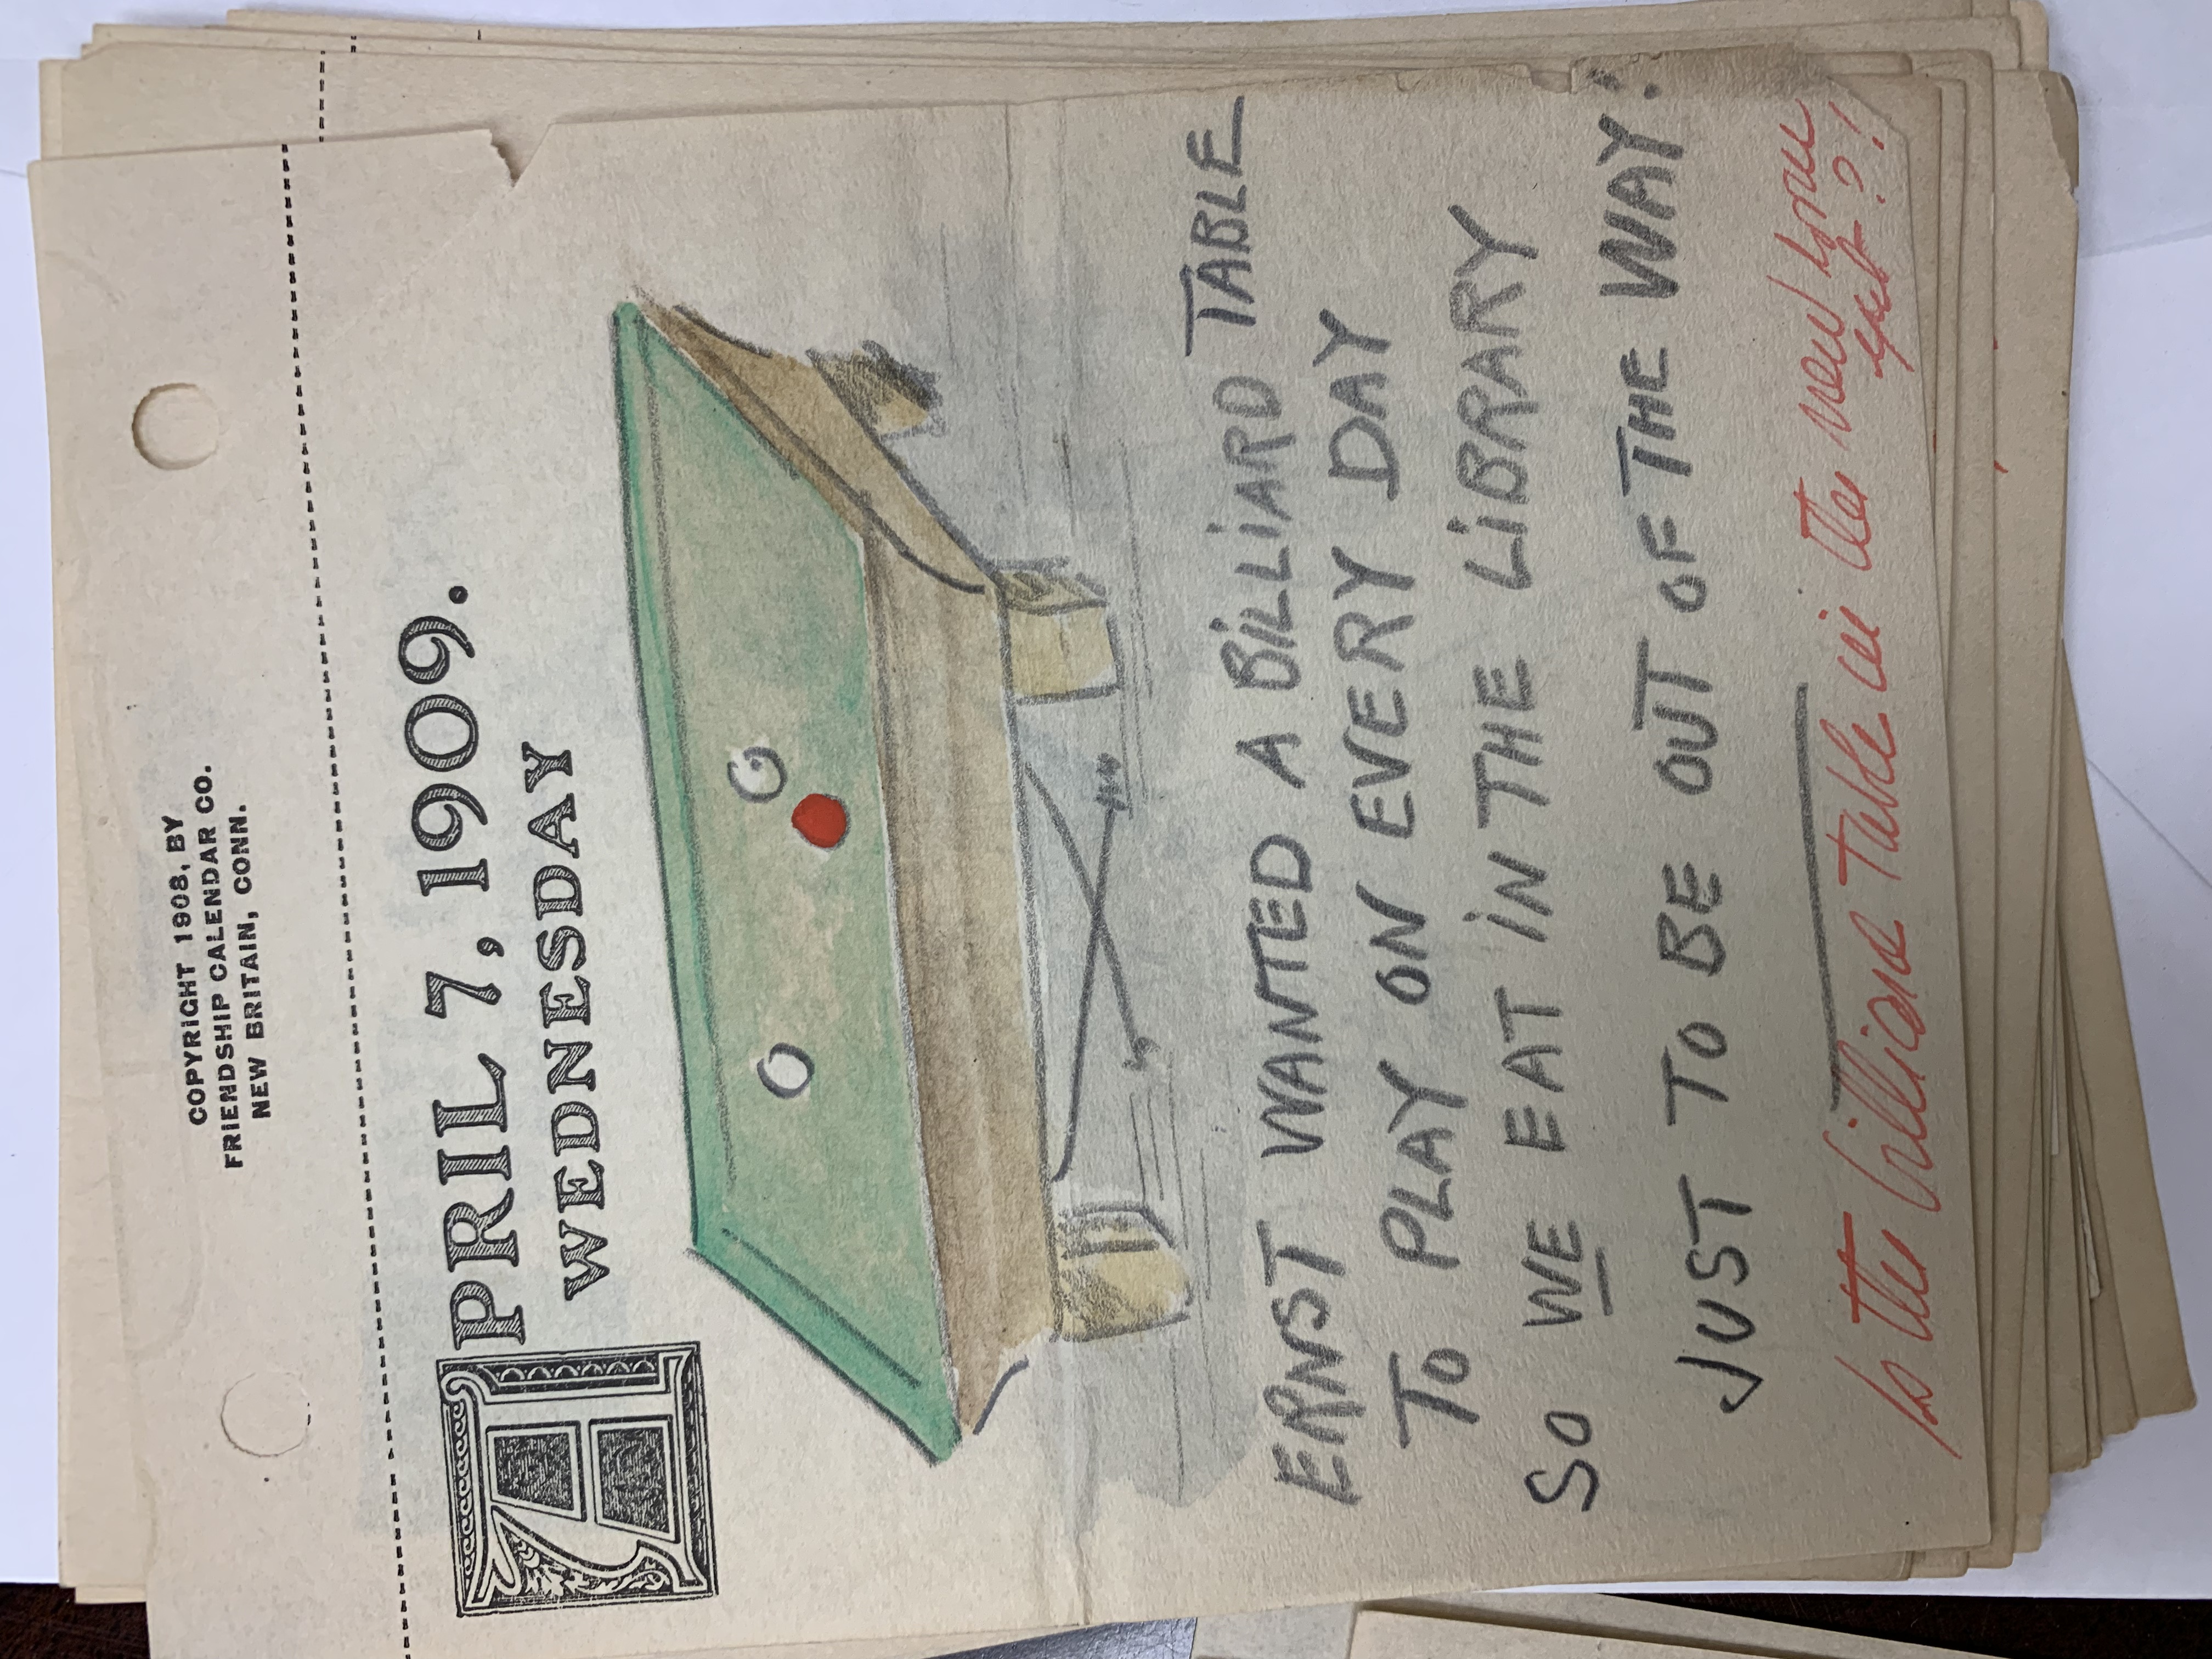 COPYRIGHT 1908, BY
FRIENDSHIP CALENDAR CO.
NEW BRITAIN, CONN.
APRIL 7, 1909.
WEDNESDAY
ERNST WANTED A BILLIARD TABLE
TO PLAY ON EVERY DAY
SO WE EAT IN THE LIBRARY
JUST TO BE OUT OF THE WAY!
Is the billiard table in the new
?!